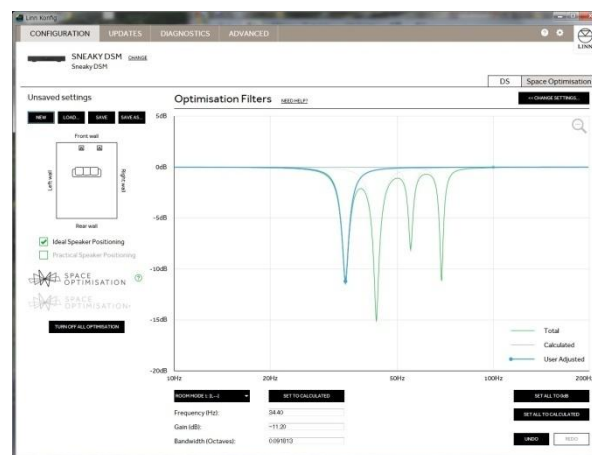 Linn Konfig
CONFIGURATION UPDATES DIAGNOSTICS ADVANCED
LINN
SNEAKY DSM CHANGE
Sneaky DSM
DS Space Optimisation
Unsaved settings
NEW LOAD... SAVE SAVE AS...
Front wall
Left wall
Right wall
Rear wall
Ideal Speaker Positioning
Practical Speaker Positioning
SPACE OPTIMISATION
SPACE OPTIMISATION+
TURN OFF ALL OPTIMISATION
Optimisation Filters NEED HELP?
<< CHANGE SETTINGS...
5dB
0dB
-5dB
-10dB
-15dB
-20dB
10Hz 20Hz 50Hz 100Hz 200Hz
Total
Calculated
User Adjusted
SET TO CALCULATED
SET ALL TO 0dB
Frequency (Hz): 34.40
SET ALL TO CALCULATED
Gain (dB): -11.20
Bandwidth (Octaves): 0.091813
UNDO REDO